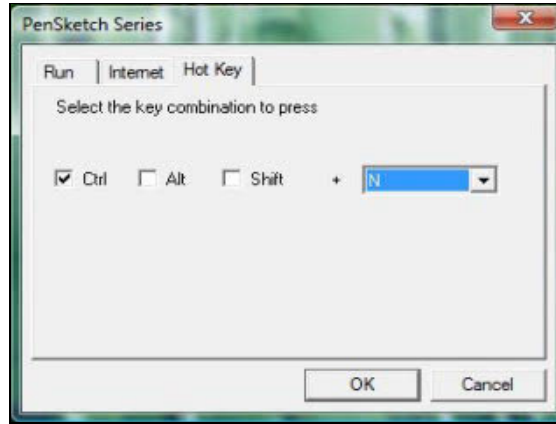 PenSketch Series
Run Internet Hot Key
Select the key combination to press
Ctrl Alt Shift + N
OK Cancel